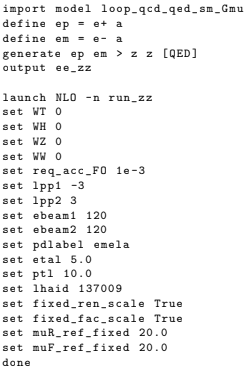 import model loop_qcd_qed_sm_Gmu
define ep = e+ a
define em = e- a
generate ep em > z z [QED]
output ee_zz

launch NLO -n run_zz
set WT 0
set WH 0
set WZ 0
set WW 0
set req_acc_FO 1e-3
set lpp1 -3
set lpp2 3
set ebeam1 120
set ebeam2 120
set pdlabel emela
set etal 5.0
set ptl 10.0
set lhaid 137009
set fixed_ren_scale True
set fixed_fac_scale True
set muR_ref_fixed 20.0
set muF_ref_fixed 20.0
done